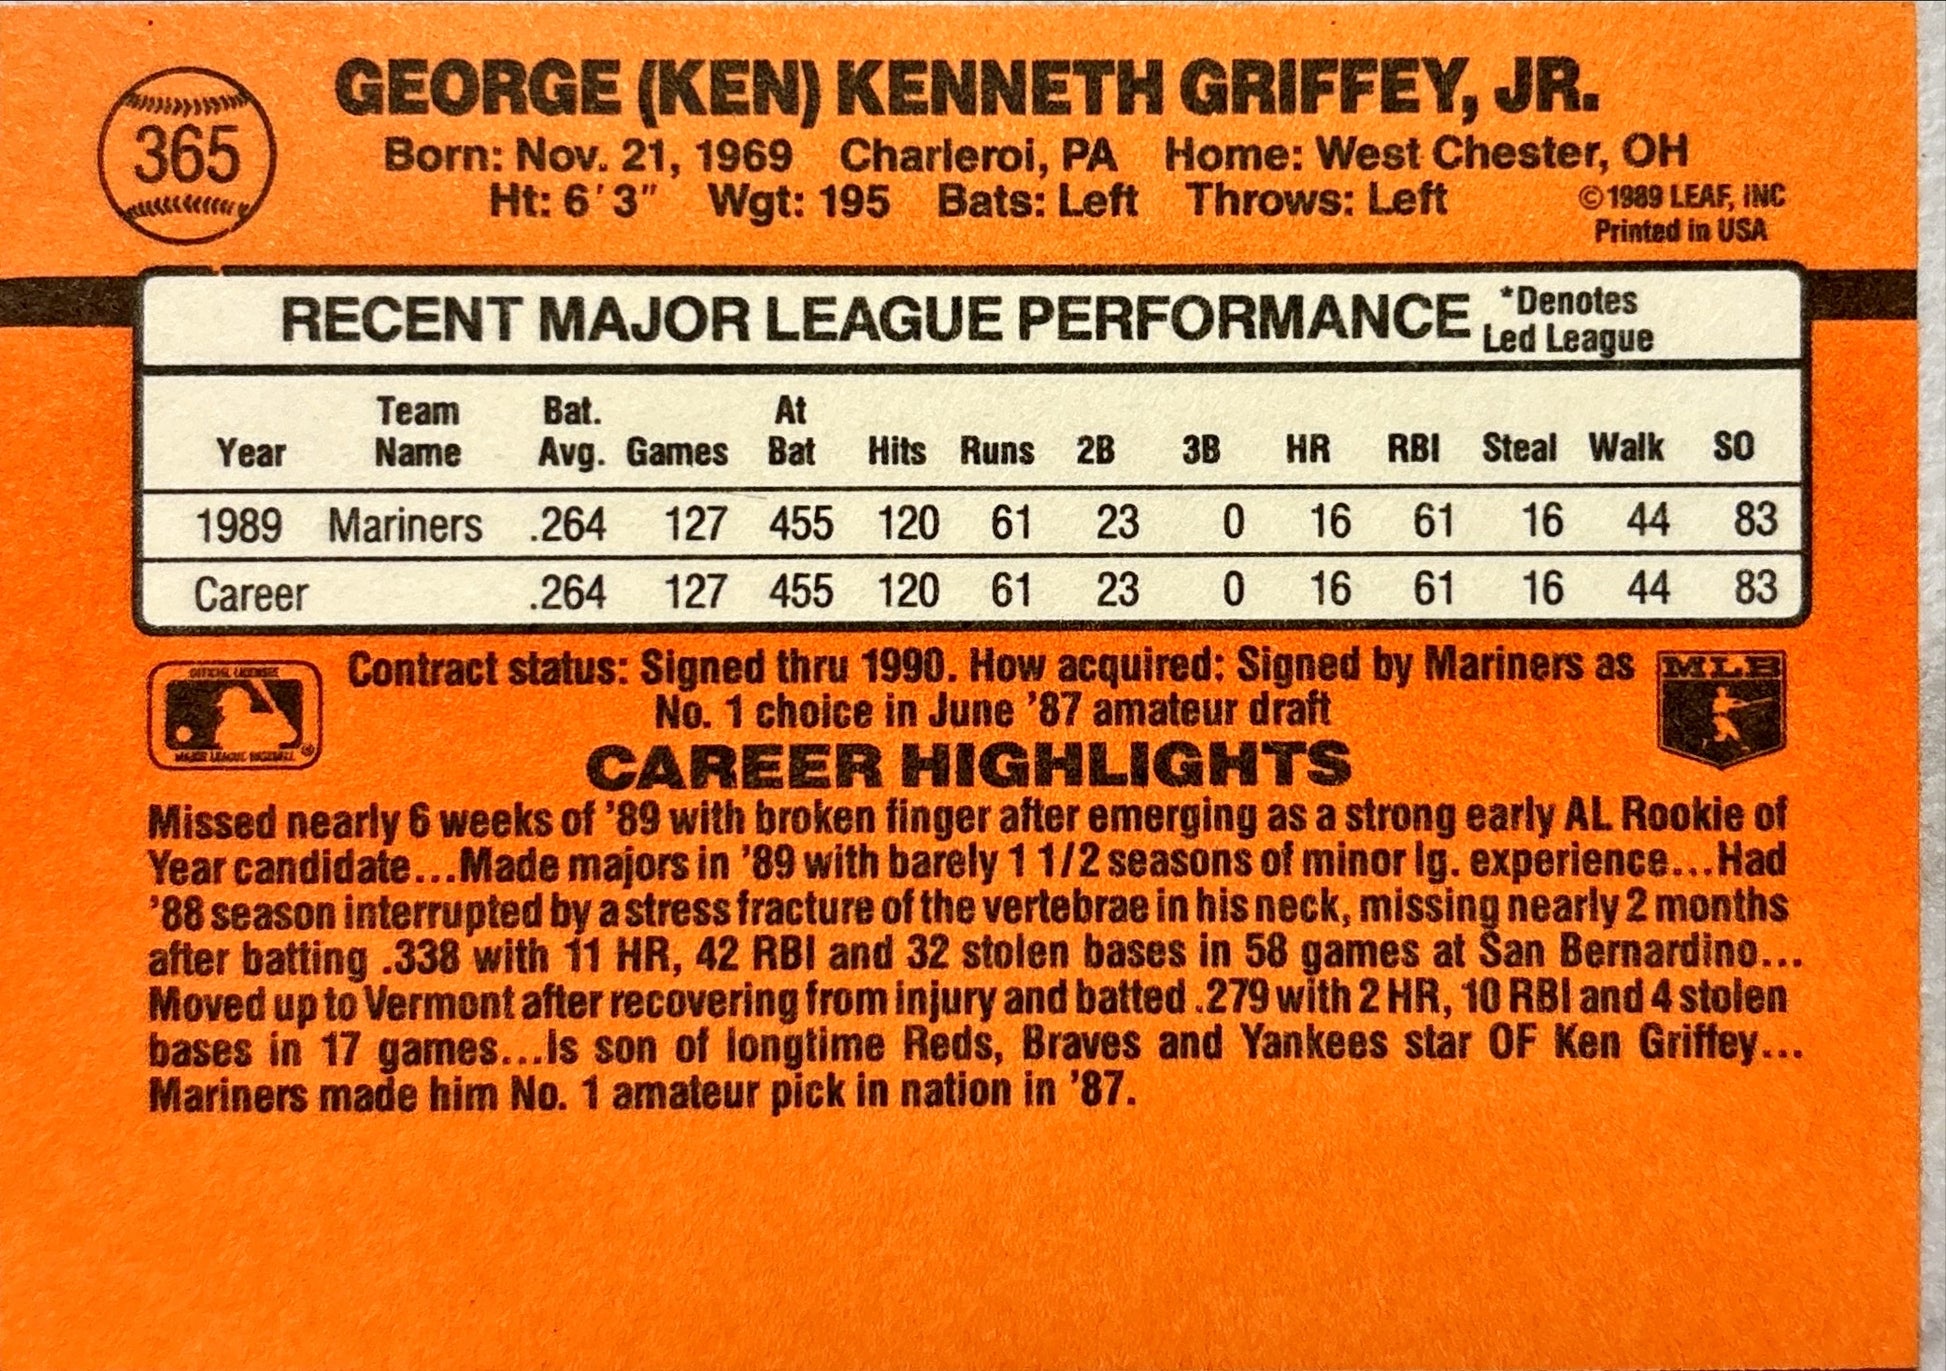 365
GEORGE (KEN) KENNETH GRIFFEY, JR.
Born: Nov. 21, 1969 Charleroi, PA Home: West Chester, OH
Ht: 6'3" Wgt: 195 Bats: Left Throws: Left
©1989 LEAF, INC
Printed in USA
RECENT MAJOR LEAGUE PERFORMANCE *Denotes
Led League
Year Team Name Bat. Avg. Games At Bat Hits Runs 2B 3B HR RBI Steal Walk SO
1989 Mariners .264 127 455 120 61 23 0 16 61 16 44 83
Career .264 127 455 120 61 23 0 16 61 16 44 83
OFFICIAL LICENSEE
MAJOR LEAGUE BASEBALL ®
Contract status: Signed thru 1990. How acquired: Signed by Mariners as
No. 1 choice in June '87 amateur draft
MLB
CAREER HIGHLIGHTS
Missed nearly 6 weeks of '89 with broken finger after emerging as a strong early AL Rookie of
Year candidate...Made majors in '89 with barely 1 1/2 seasons of minor lg. experience...Had
'88 season interrupted by a stress fracture of the vertebrae in his neck, missing nearly 2 months
after batting .338 with 11 HR, 42 RBI and 32 stolen bases in 58 games at San Bernardino...
Moved up to Vermont after recovering from injury and batted .279 with 2 HR, 10 RBI and 4 stolen
bases in 17 games...Is son of longtime Reds, Braves and Yankees star OF Ken Griffey...
Mariners made him No. 1 amateur pick in nation in '87.